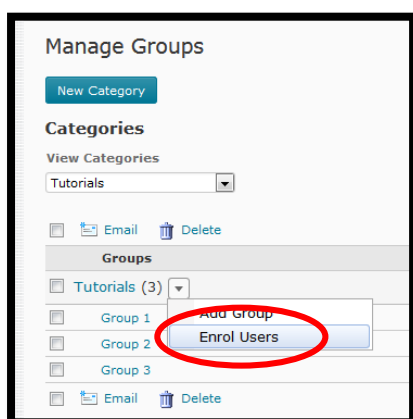 Manage Groups
New Category
Categories
View Categories
Tutorials
Email Delete
Groups
Tutorials (3)
Add Group
Group 1
Enrol Users
Group 2
Group 3
Email Delete